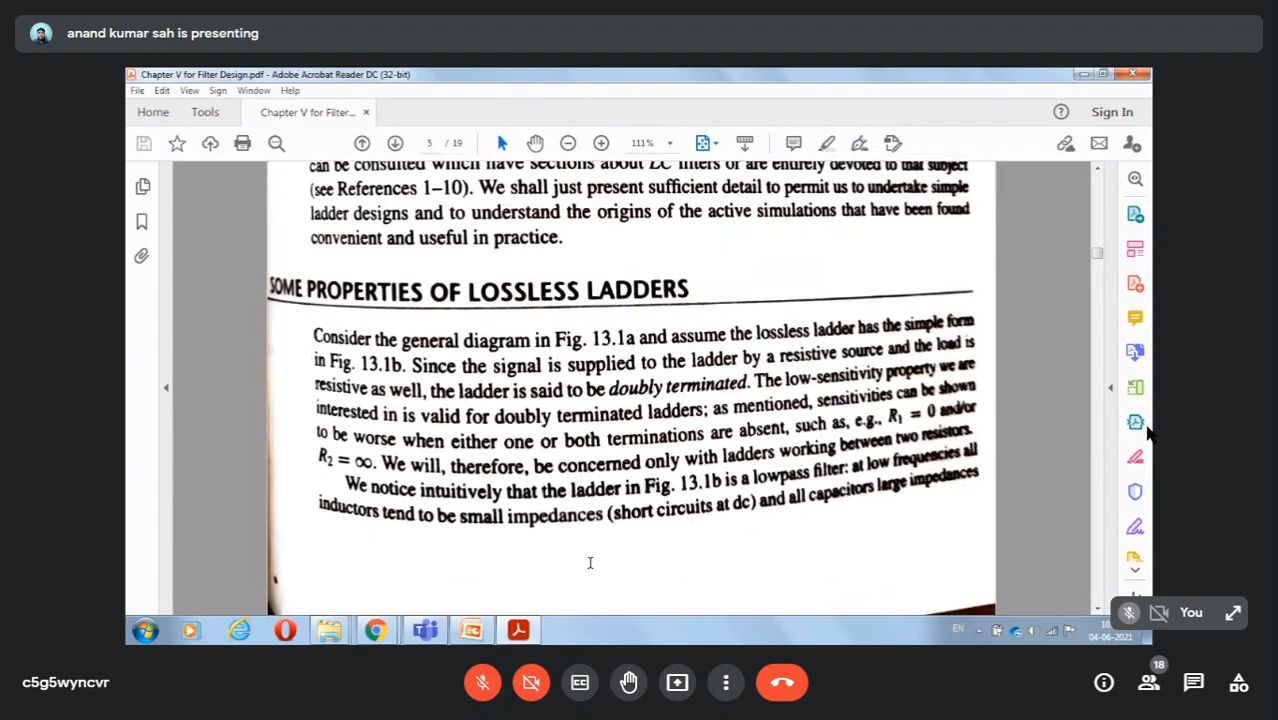 anand kumar sah is presenting
Chapter V for Filter Design.pdf - Adobe Acrobat Reader DC (32-bit)
File Edit View Sign Window Help
Home Tools Chapter V for Filter... × Sign In
5 / 19 111%
can be consulted which have sections about LC filters or are entirely devoted to that subject
(see References 1–10). We shall just present sufficient detail to permit us to undertake simple
ladder designs and to understand the origins of the active simulations that have been found
convenient and useful in practice.
SOME PROPERTIES OF LOSSLESS LADDERS
Consider the general diagram in Fig. 13.1a and assume the lossless ladder has the simple form
in Fig. 13.1b. Since the signal is supplied to the ladder by a resistive source and the load is
resistive as well, the ladder is said to be doubly terminated. The low-sensitivity property we are
interested in is valid for doubly terminated ladders; as mentioned, sensitivities can be shown
to be worse when either one or both terminations are absent, such as, e.g., R₁ = 0 and/or
R₂ = ∞. We will, therefore, be concerned only with ladders working between two resistors.
We notice intuitively that the ladder in Fig. 13.1b is a lowpass filter: at low frequencies all
inductors tend to be small impedances (short circuits at dc) and all capacitors large impedances
You
EN
04-06-2021
c5g5wyncvr
18